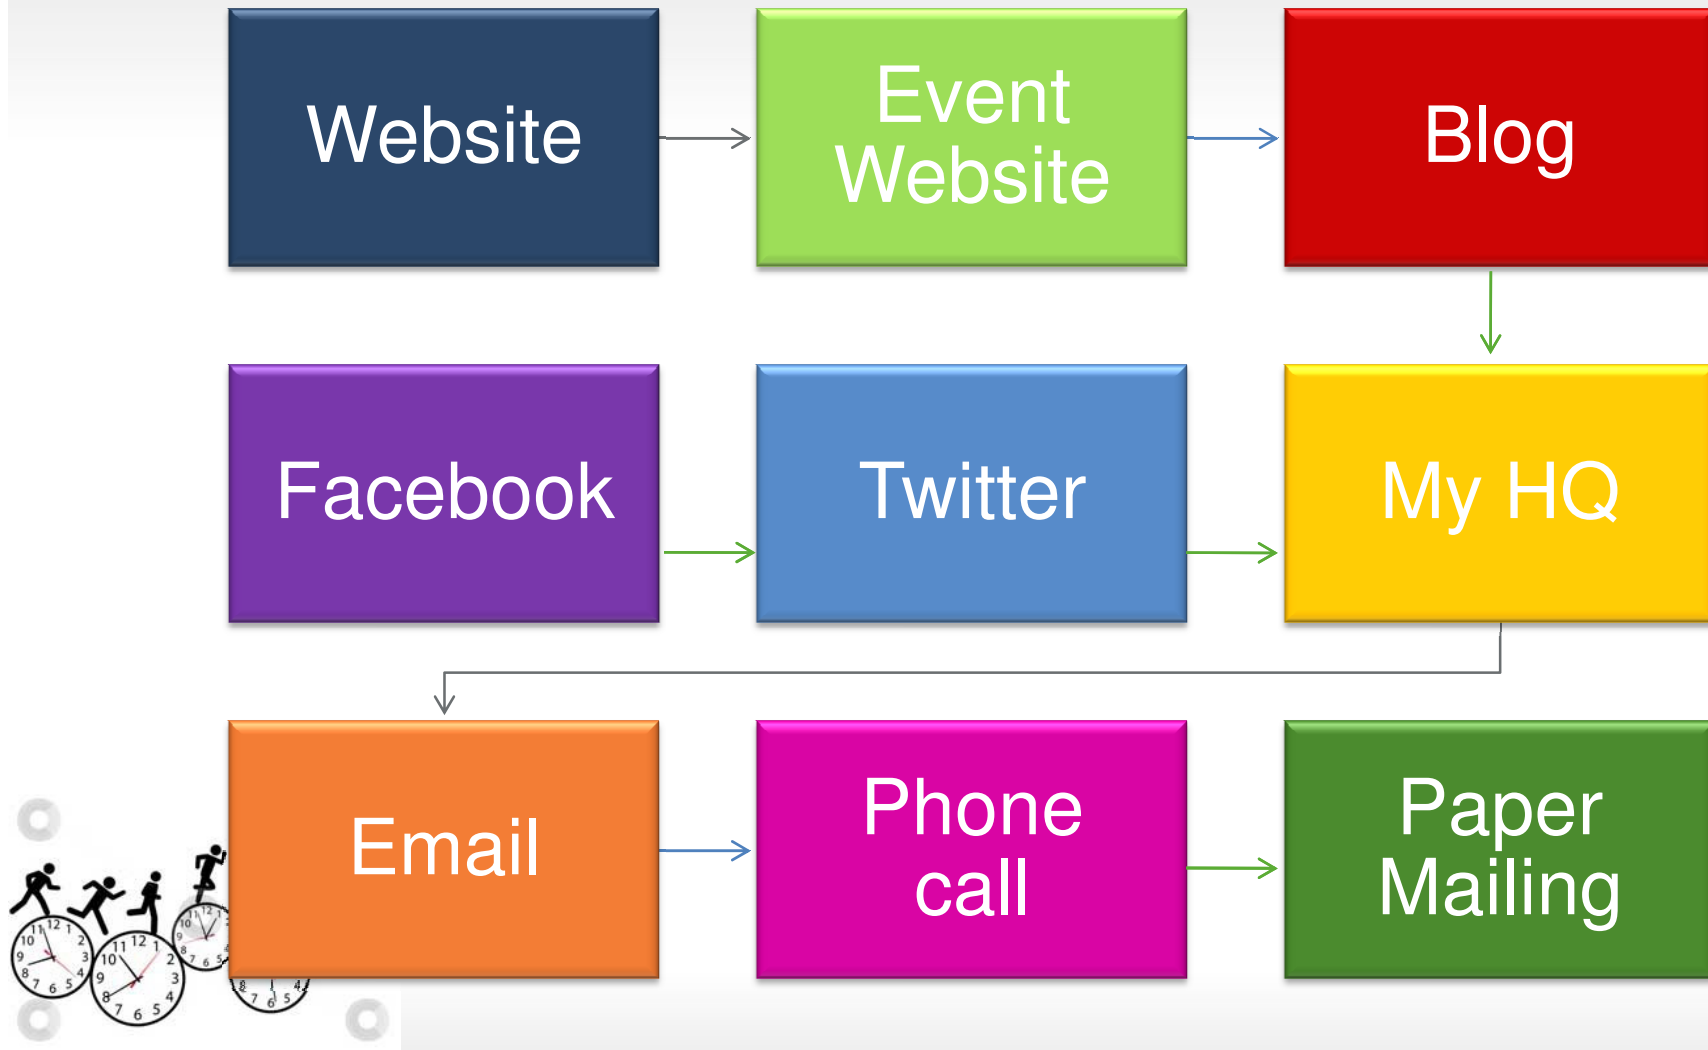 Website
Event
Website
Blog
Facebook
Twitter
My HQ
Email
Phone
call
Paper
Mailing